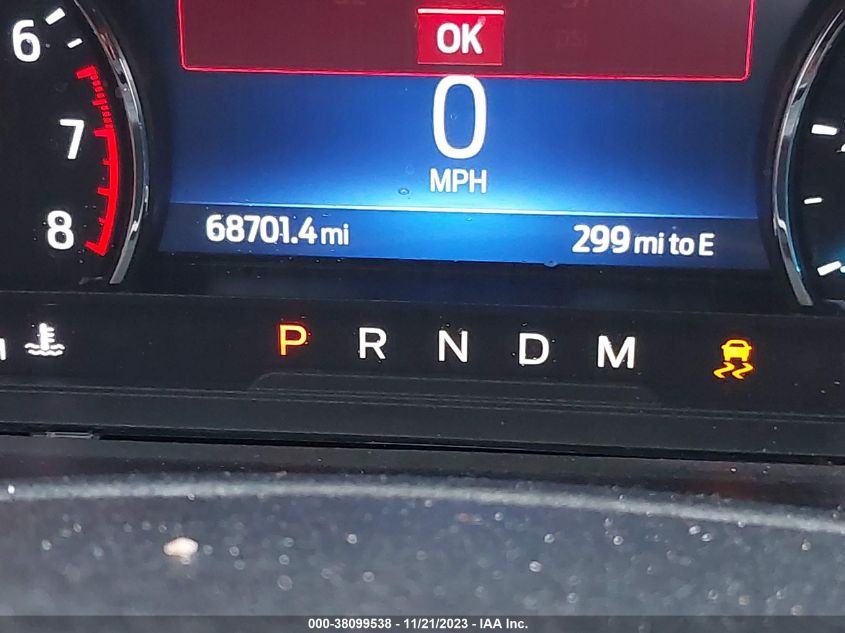 6
7
8
OK
0
MPH
68701.4 mi
299 mi to E
P R N D M
000-38099538 - 11/21/2023 - IAA Inc.